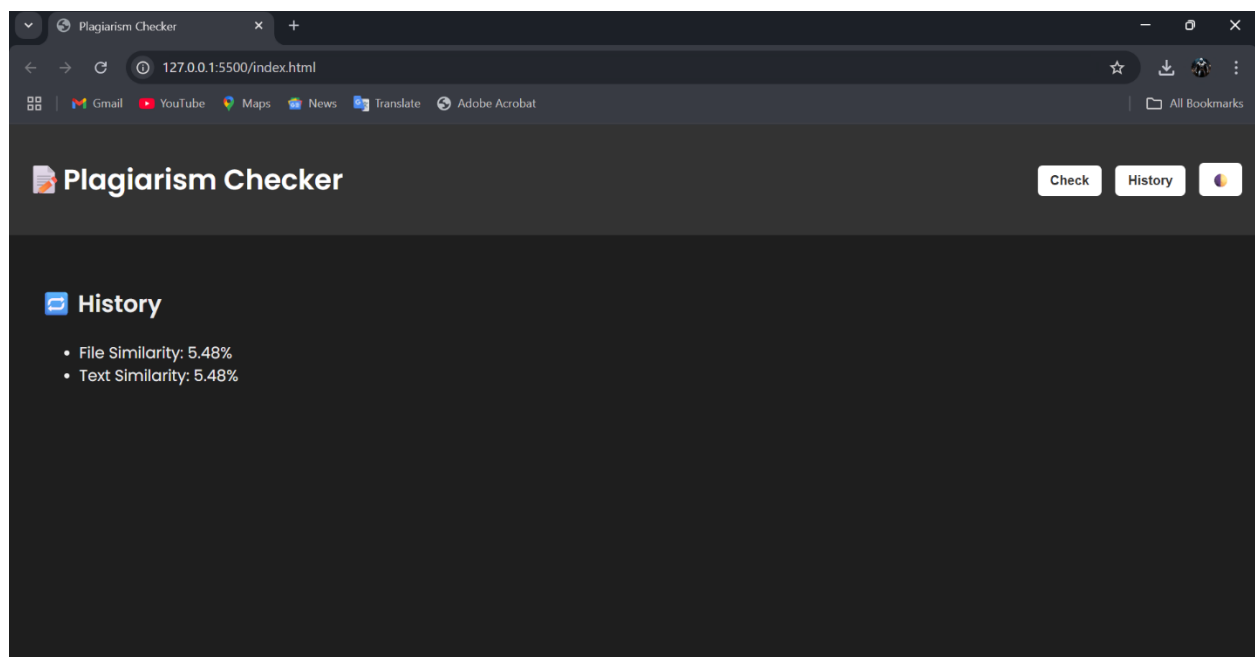 Plagiarism Checker
127.0.0.1:5500/index.html
Gmail YouTube Maps News Translate Adobe Acrobat All Bookmarks
Plagiarism Checker
Check History
History
File Similarity: 5.48%
Text Similarity: 5.48%